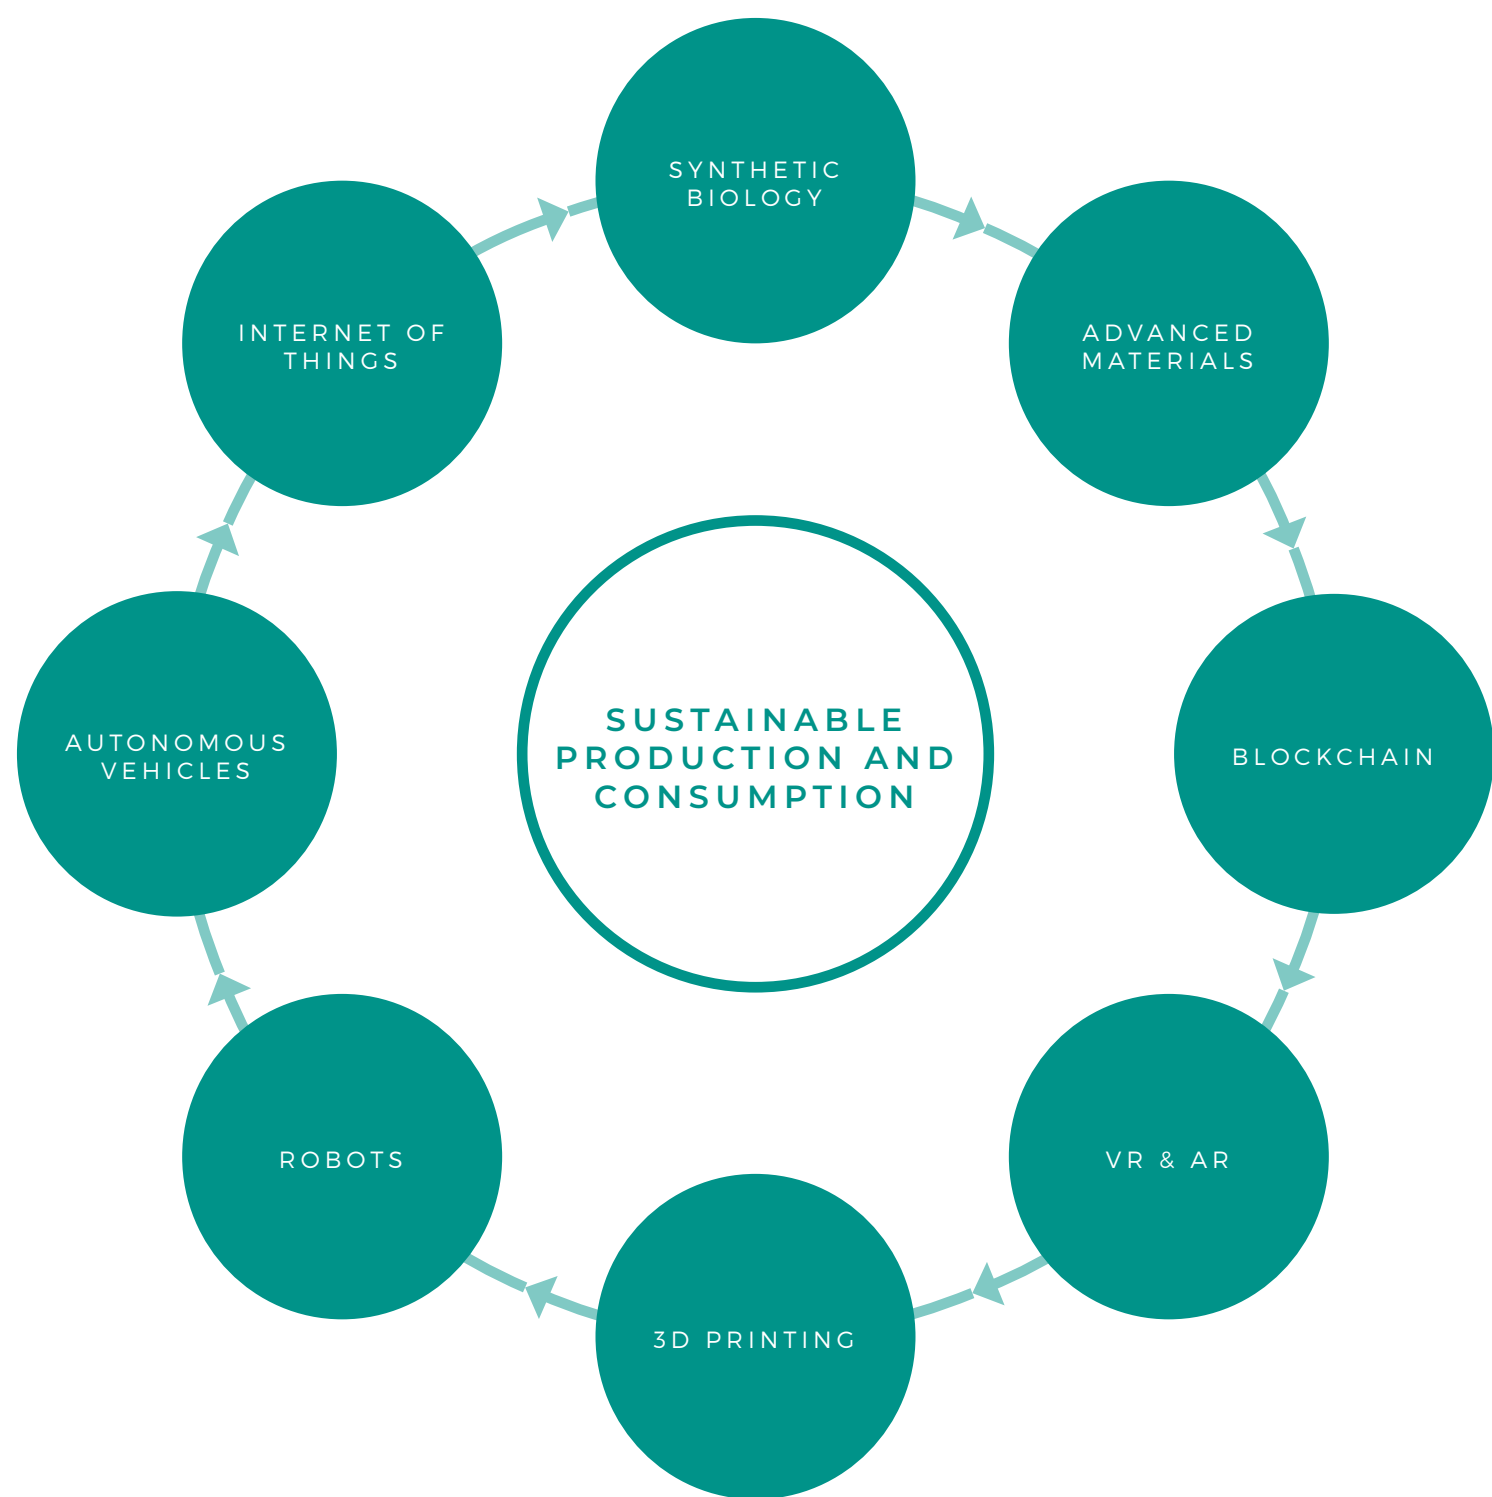 SYNTHETIC
BIOLOGY
ADVANCED
MATERIALS
BLOCKCHAIN
VR & AR
3D PRINTING
ROBOTS
AUTONOMOUS
VEHICLES
INTERNET OF
THINGS
SUSTAINABLE
PRODUCTION AND
CONSUMPTION